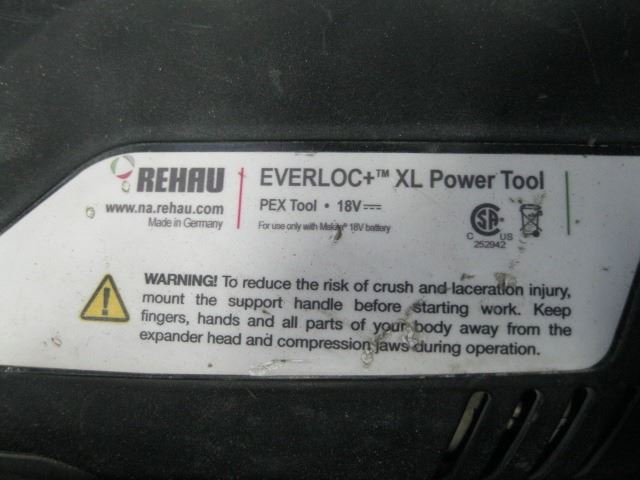 REHAU
www.na.rehau.com
Made in Germany
EVERLOC+™ XL Power Tool
PEX Tool • 18V⎓
For use only with Makita® 18V battery
C US
252942
WARNING! To reduce the risk of crush and laceration injury,
mount the support handle before starting work. Keep
fingers, hands and all parts of your body away from the
expander head and compression jaws during operation.